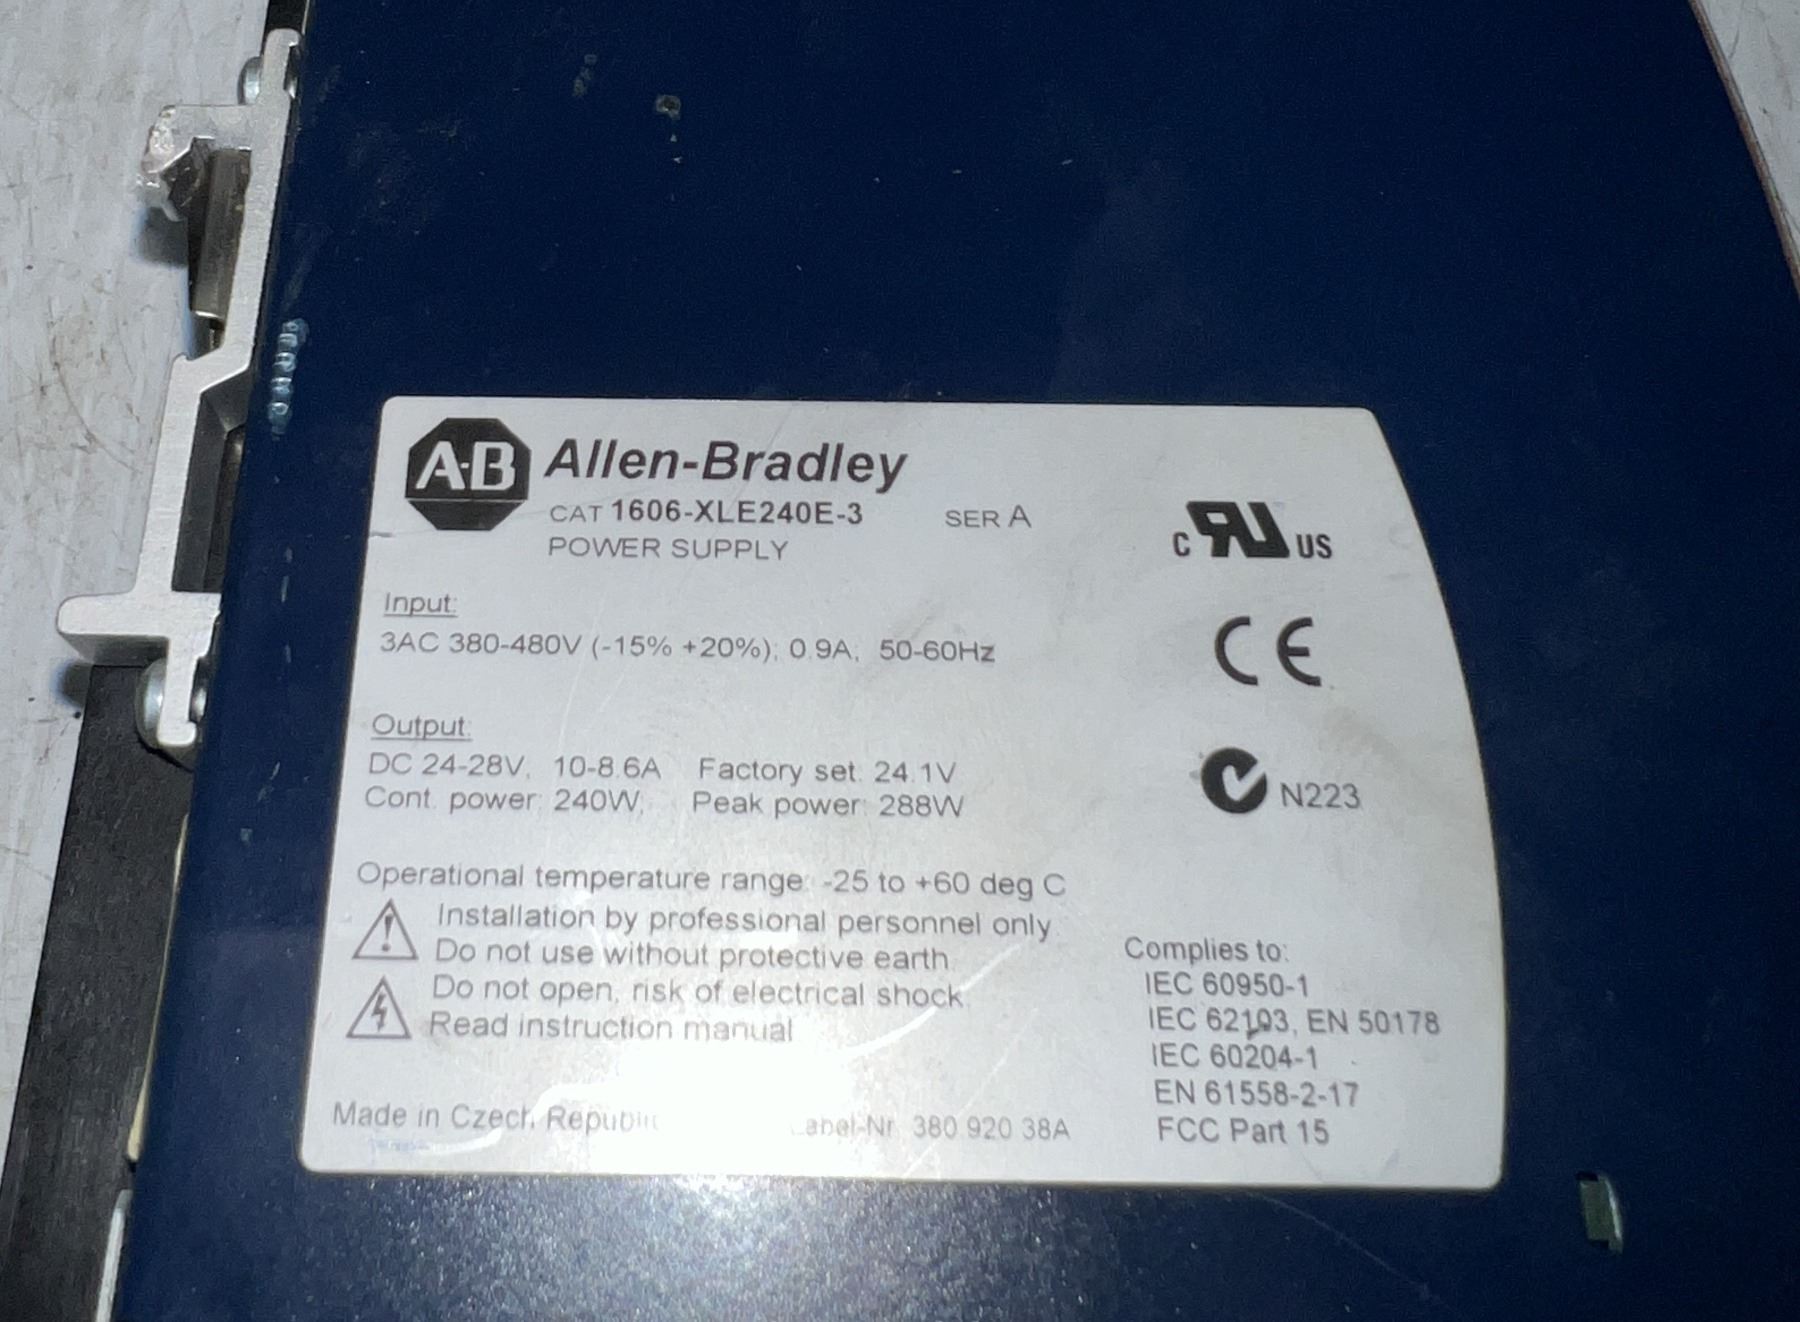 A-B Allen-Bradley
CAT 1606-XLE240E-3 SER A
POWER SUPPLY
c RU US
Input:
3AC 380-480V (-15% +20%); 0.9A; 50-60Hz
CE
Output:
DC 24-28V, 10-8.6A Factory set: 24.1V
Cont. power: 240W; Peak power: 288W
N223
Operational temperature range: -25 to +60 deg C
Installation by professional personnel only.
Do not use without protective earth.
Do not open, risk of electrical shock.
Read instruction manual
Complies to:
IEC 60950-1
IEC 62103, EN 50178
IEC 60204-1
EN 61558-2-17
FCC Part 15
Made in Czech Republic Label-Nr. 380.920.38A